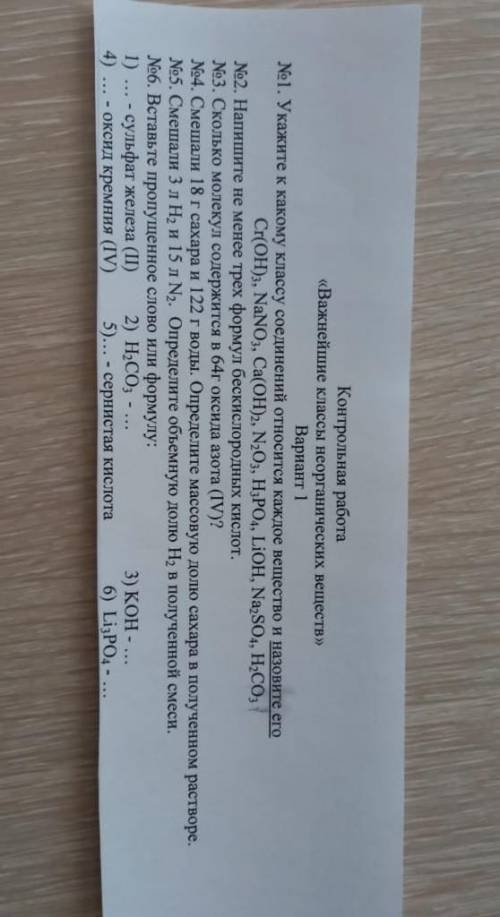 Контрольная работа
«Важнейшие классы неорганических веществ»
Вариант 1
№1. Укажите к какому классу соединений относится каждое вещество и назовите его
Cr(OH)₃, NaNO₃, Ca(OH)₂, N₂O₃, H₃PO₄, LiOH, Na₂SO₄, H₂CO₃
№2. Напишите не менее трех формул бескислородных кислот.
№3. Сколько молекул содержится в 64г оксида азота (IV)?
№4. Смешали 18 г сахара и 122 г воды. Определите массовую долю сахара в полученном растворе.
№5. Смешали 3 л H₂ и 15 л N₂. Определите объемную долю H₂ в полученной смеси.
№6. Вставьте пропущенное слово или формулу:
1) ... - сульфат железа (II) 2) H₂CO₃ - ... 3) KOH - ...
4) ... - оксид кремния (IV) 5)... - сернистая кислота 6) Li₃PO₄ - ...